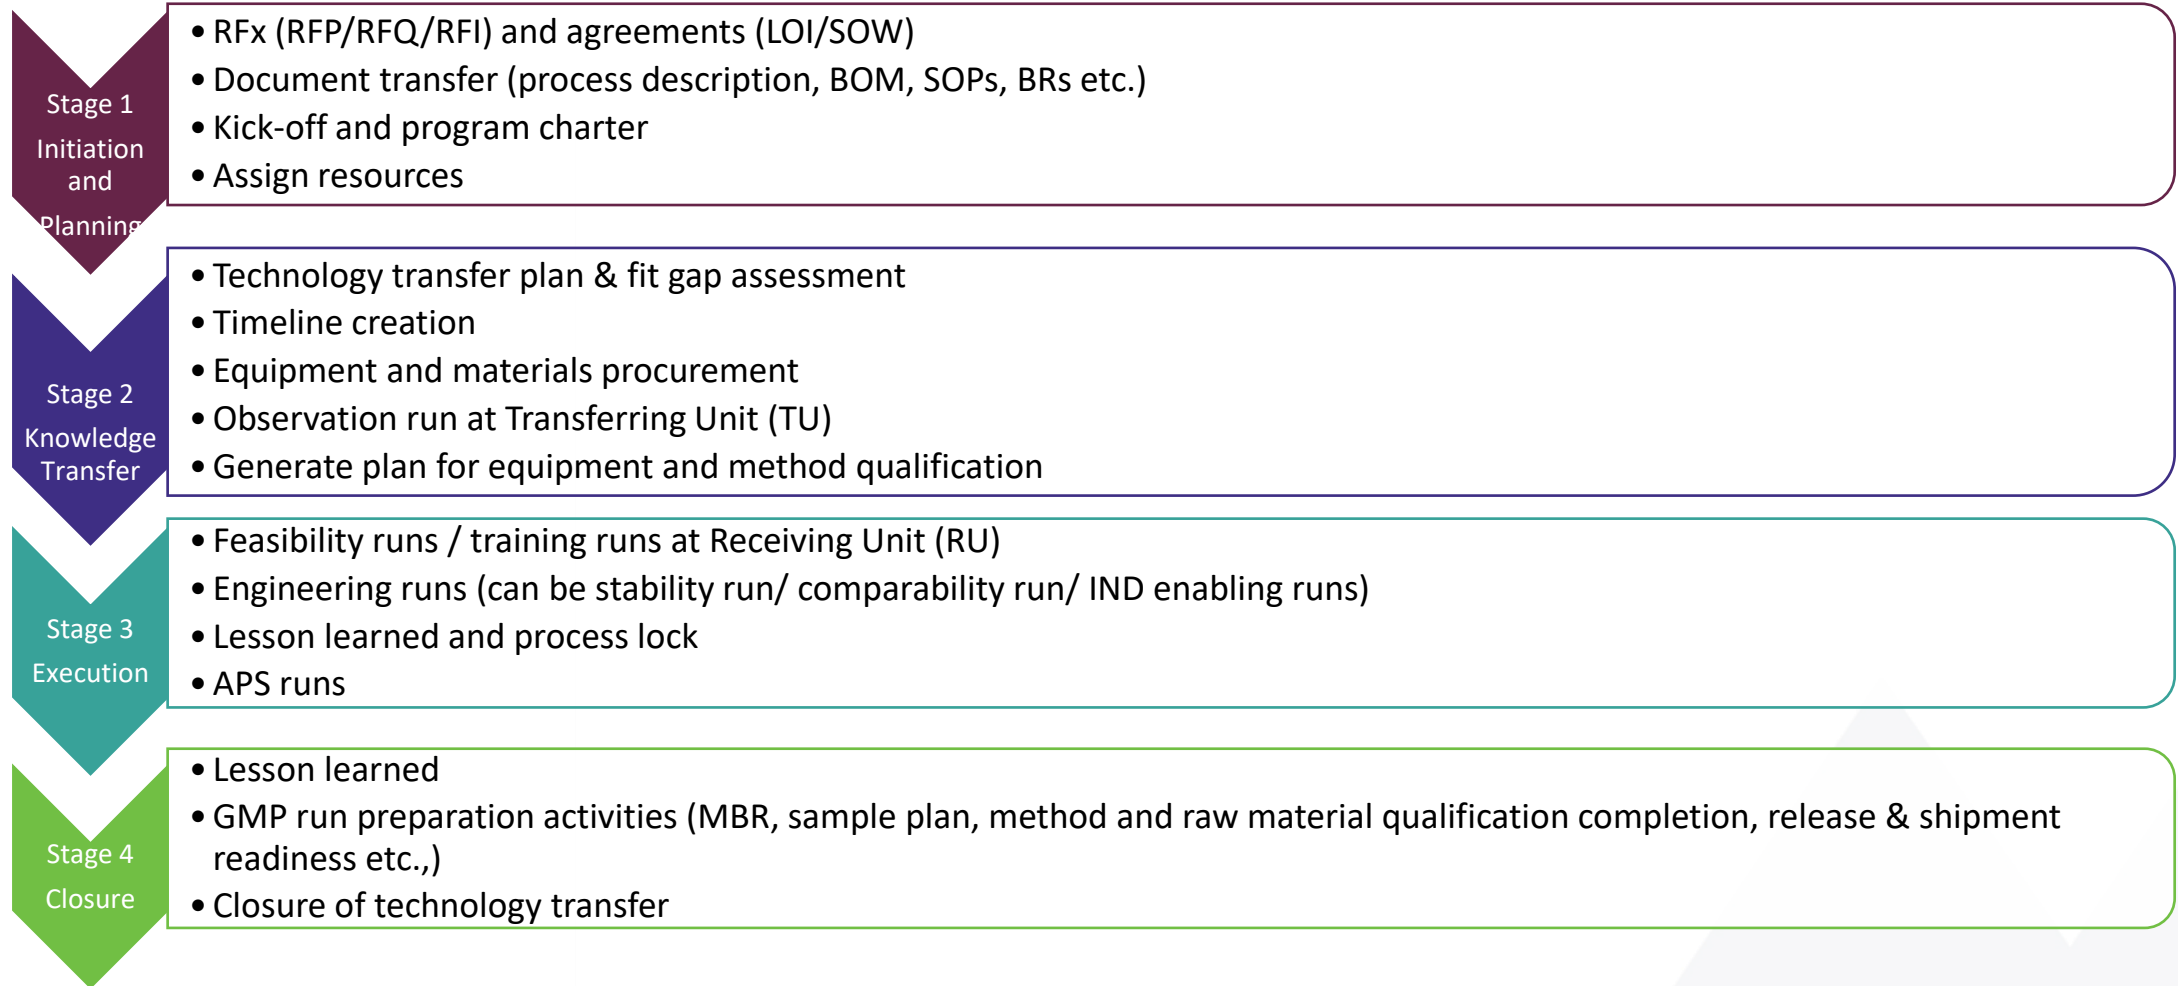 Stage 1
Initiation
and
Planning
• RFx (RFP/RFQ/RFI) and agreements (LOI/SOW)
• Document transfer (process description, BOM, SOPs, BRs etc.)
• Kick-off and program charter
• Assign resources
Stage 2
Knowledge
Transfer
• Technology transfer plan & fit gap assessment
• Timeline creation
• Equipment and materials procurement
• Observation run at Transferring Unit (TU)
• Generate plan for equipment and method qualification
Stage 3
Execution
• Feasibility runs / training runs at Receiving Unit (RU)
• Engineering runs (can be stability run/ comparability run/ IND enabling runs)
• Lesson learned and process lock
• APS runs
Stage 4
Closure
• Lesson learned
• GMP run preparation activities (MBR, sample plan, method and raw material qualification completion, release & shipment
readiness etc.,)
• Closure of technology transfer